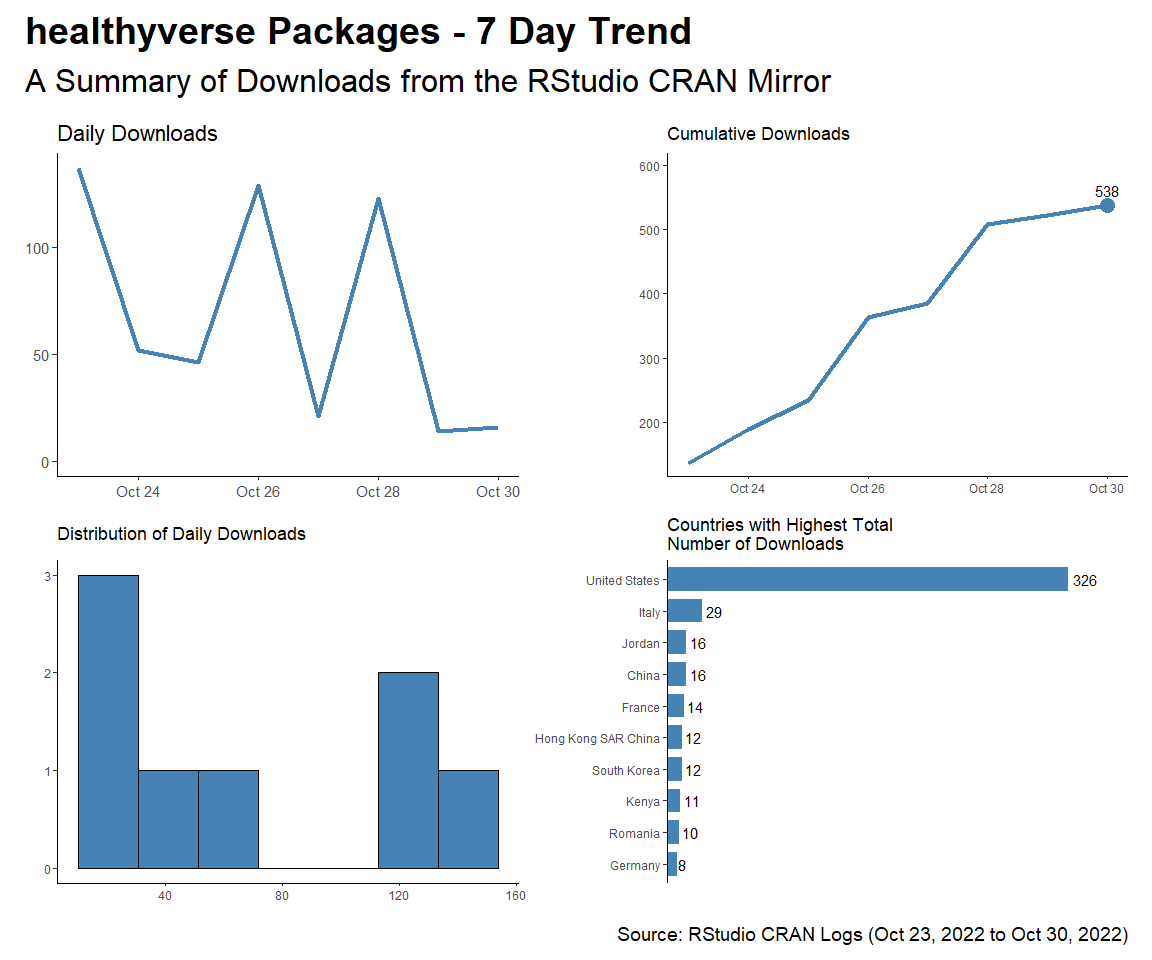 healthyverse Packages - 7 Day Trend
A Summary of Downloads from the RStudio CRAN Mirror
Daily Downloads
100
50
0
Oct 24 Oct 26 Oct 28 Oct 30
Cumulative Downloads
600
500
400
300
200
538
Oct 24 Oct 26 Oct 28 Oct 30
Distribution of Daily Downloads
3
2
1
0
40 80 120 160
Countries with Highest Total
Number of Downloads
United States 326
Italy 29
Jordan 16
China 16
France 14
Hong Kong SAR China 12
South Korea 12
Kenya 11
Romania 10
Germany 8
Source: RStudio CRAN Logs (Oct 23, 2022 to Oct 30, 2022)